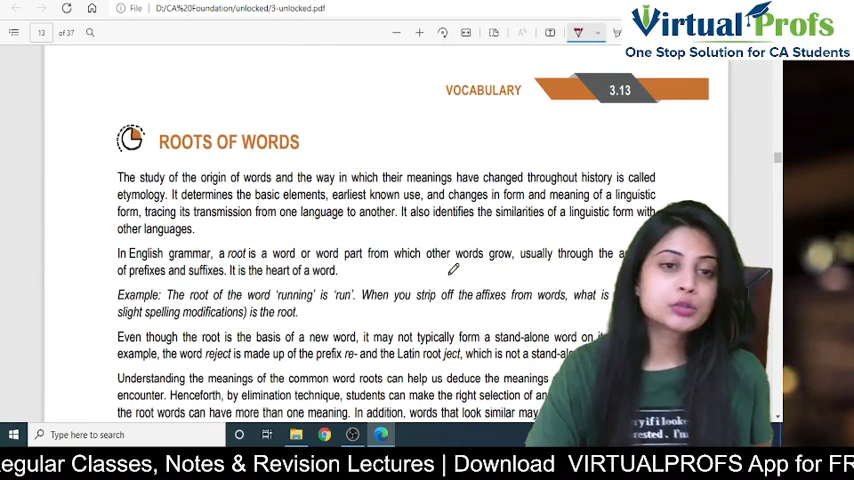 File
D:/CA%20Foundation/unlocked/3-unlocked.pdf
Virtual Profs
One Stop Solution for CA Students
13 of 37
VOCABULARY 3.13
ROOTS OF WORDS
The study of the origin of words and the way in which their meanings have changed throughout history is called
etymology. It determines the basic elements, earliest known use, and changes in form and meaning of a linguistic
form, tracing its transmission from one language to another. It also identifies the similarities of a linguistic form with
other languages.
In English grammar, a root is a word or word part from which other words grow, usually through the
of prefixes and suffixes. It is the heart of a word.
Example: The root of the word 'running' is 'run'. When you strip off the affixes from words, what is
slight spelling modifications) is the root.
Even though the root is the basis of a new word, it may not typically form a stand-alone word on
example, the word reject is made up of the prefix re- and the Latin root ject, which is not a
Understanding the meanings of the common word roots can help us deduce the meanings
encounter. Henceforth, by elimination technique, students can make the right selection of
the root words can have more than one meaning. In addition, words that look similar may
Type here to search
Regular Classes, Notes & Revision Lectures | Download VIRTUALPROFS App for FR